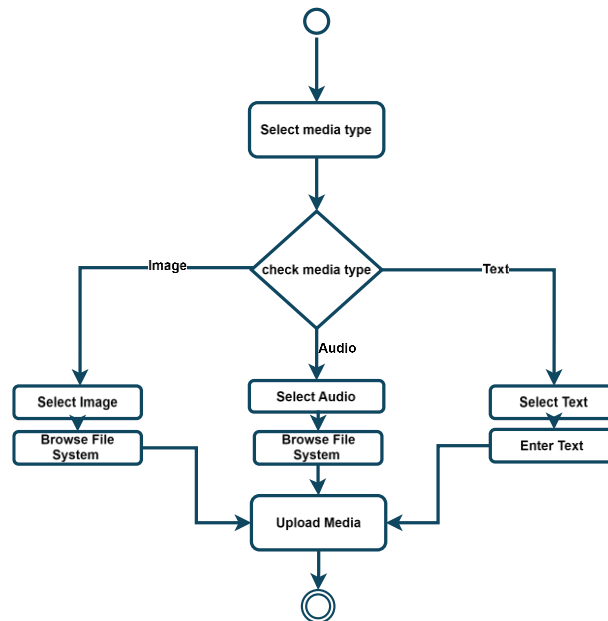 Select media type
check media type
Image
Text
Audio
Select Image
Select Audio
Select Text
Browse File
System
Browse File
System
Enter Text
Upload Media